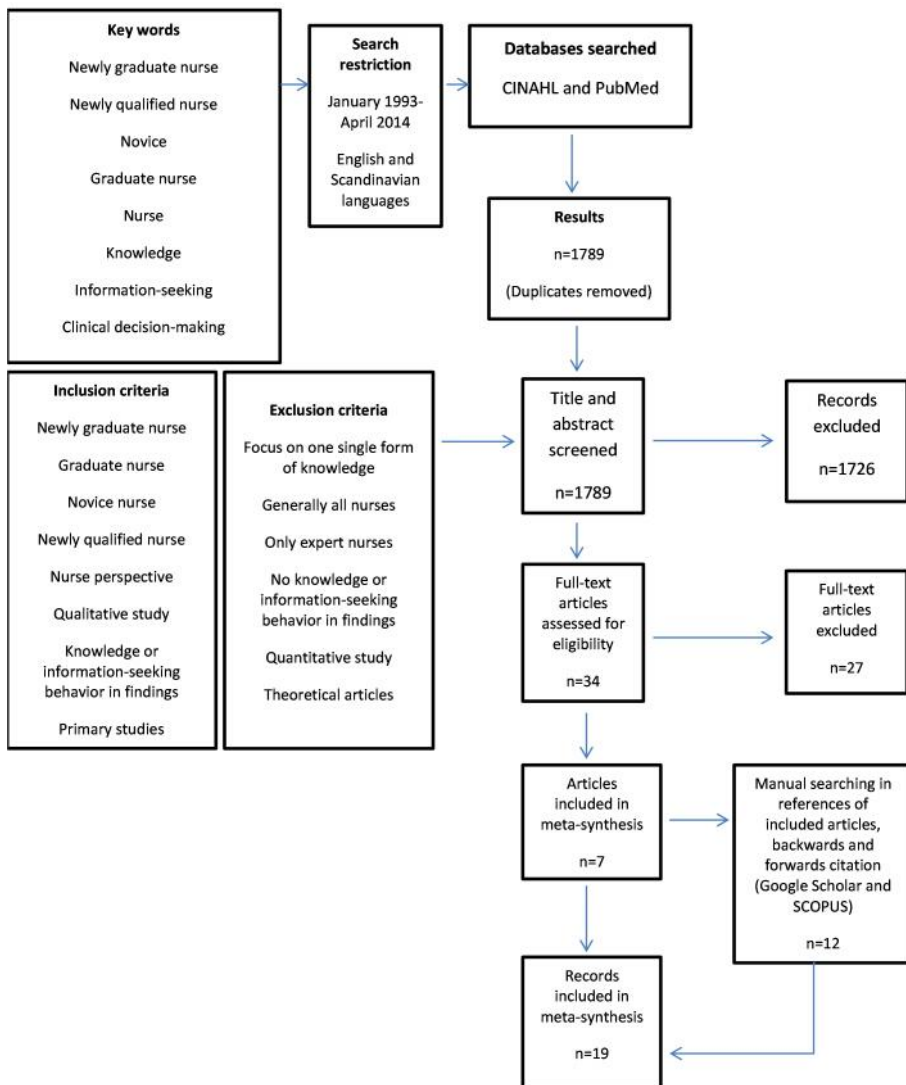 Key words
Newly graduate nurse
Newly qualified nurse
Novice
Graduate nurse
Nurse
Knowledge
Information-seeking
Clinical decision-making
Search
restriction
January 1993-
April 2014
English and
Scandinavian
languages
Databases searched
CINAHL and PubMed
Results
n=1789
(Duplicates removed)
Inclusion criteria
Newly graduate nurse
Graduate nurse
Novice nurse
Newly qualified nurse
Nurse perspective
Qualitative study
Knowledge or
information-seeking
behavior in findings
Primary studies
Exclusion criteria
Focus on one single form
of knowledge
Generally all nurses
Only expert nurses
No knowledge or
information-seeking
behavior in findings
Quantitative study
Theoretical articles
Title and
abstract
screened
n=1789
Records
excluded
n=1726
Full-text
articles
assessed for
eligibility
n=34
Full-text
articles
excluded
n=27
Articles
included in
meta-synthesis
n=7
Manual searching in
references of
included articles,
backwards and
forwards citation
(Google Scholar and
SCOPUS)
n=12
Records
included in
meta-synthesis
n=19